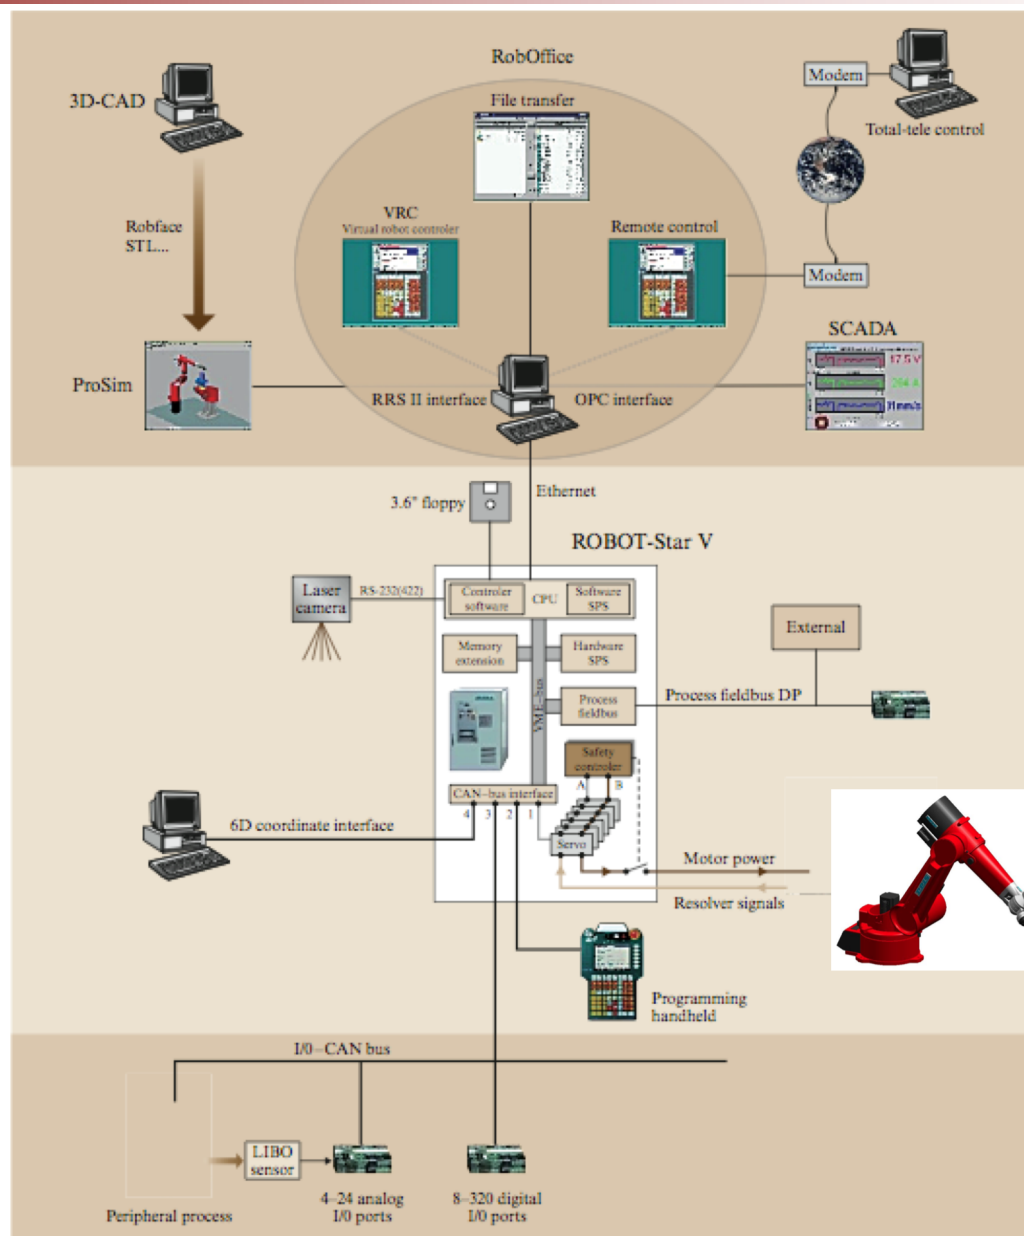 RobOffice
3D-CAD
File transfer
Modem
Total-tele control
Robface
STL...
VRC
Virtual robot controler
Remote control
Modem
SCADA
17.5 V
264 A
ProSim
RRS II interface
OPC interface
3.6" floppy
Ethernet
ROBOT-Star V
Laser
camera
RS-232(422)
Controler
software
CPU
Software
SPS
External
Memory
extension
Hardware
SPS
VME-bus
Process
fieldbus
Process fieldbus DP
Safety
controler
A
B
CAN-bus interface
4
3
2
1
6D coordinate interface
Servo
Motor power
Resolver signals
Programming
handheld
I/0-CAN bus
LIBO
sensor
4-24 analog
I/0 ports
8-320 digital
I/0 ports
Peripheral process